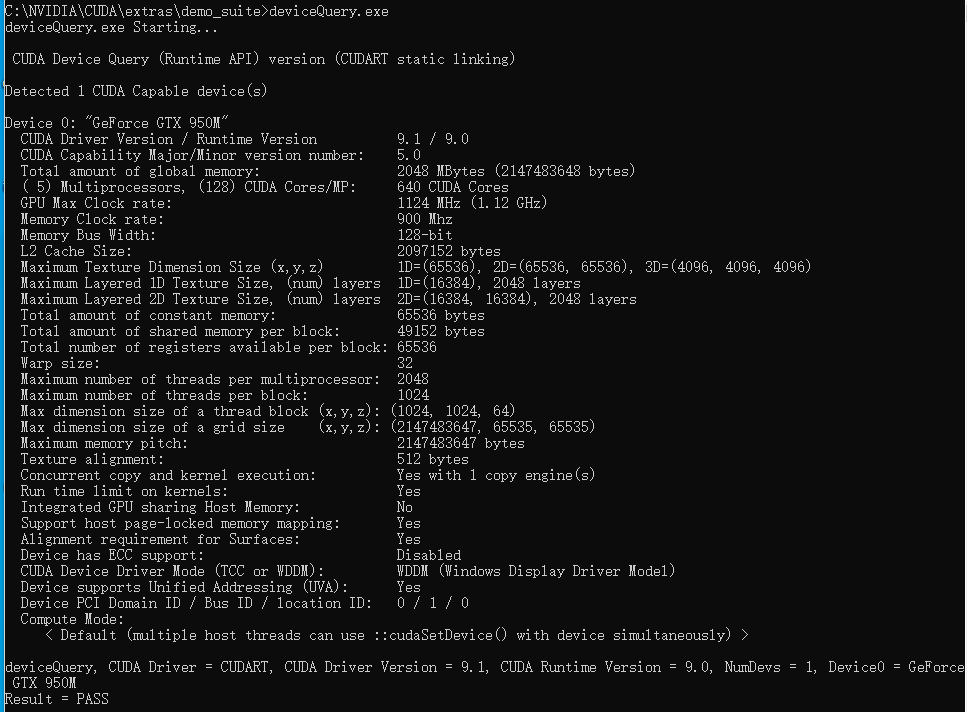 C:\NVIDIA\CUDA\extras\demo_suite>deviceQuery.exe
deviceQuery.exe Starting...
CUDA Device Query (Runtime API) version (CUDART static linking)
Detected 1 CUDA Capable device(s)
Device 0: "GeForce GTX 950M"
CUDA Driver Version / Runtime Version 9.1 / 9.0
CUDA Capability Major/Minor version number: 5.0
Total amount of global memory: 2048 MBytes (2147483648 bytes)
( 5) Multiprocessors, (128) CUDA Cores/MP: 640 CUDA Cores
GPU Max Clock rate: 1124 MHz (1.12 GHz)
Memory Clock rate: 900 Mhz
Memory Bus Width: 128-bit
L2 Cache Size: 2097152 bytes
Maximum Texture Dimension Size (x,y,z) 1D=(65536), 2D=(65536, 65536), 3D=(4096, 4096, 4096)
Maximum Layered 1D Texture Size, (num) layers 1D=(16384), 2048 layers
Maximum Layered 2D Texture Size, (num) layers 2D=(16384, 16384), 2048 layers
Total amount of constant memory: 65536 bytes
Total amount of shared memory per block: 49152 bytes
Total number of registers available per block: 65536
Warp size: 32
Maximum number of threads per multiprocessor: 2048
Maximum number of threads per block: 1024
Max dimension size of a thread block (x,y,z): (1024, 1024, 64)
Max dimension size of a grid size (x,y,z): (2147483647, 65535, 65535)
Maximum memory pitch: 2147483647 bytes
Texture alignment: 512 bytes
Concurrent copy and kernel execution: Yes with 1 copy engine(s)
Run time limit on kernels: Yes
Integrated GPU sharing Host Memory: No
Support host page-locked memory mapping: Yes
Alignment requirement for Surfaces: Yes
Device has ECC support: Disabled
CUDA Device Driver Mode (TCC or WDDM): WDDM (Windows Display Driver Model)
Device supports Unified Addressing (UVA): Yes
Device PCI Domain ID / Bus ID / location ID: 0 / 1 / 0
Compute Mode:
< Default (multiple host threads can use ::cudaSetDevice() with device simultaneously) >
deviceQuery, CUDA Driver = CUDART, CUDA Driver Version = 9.1, CUDA Runtime Version = 9.0, NumDevs = 1, Device0 = GeForce
GTX 950M
Result = PASS